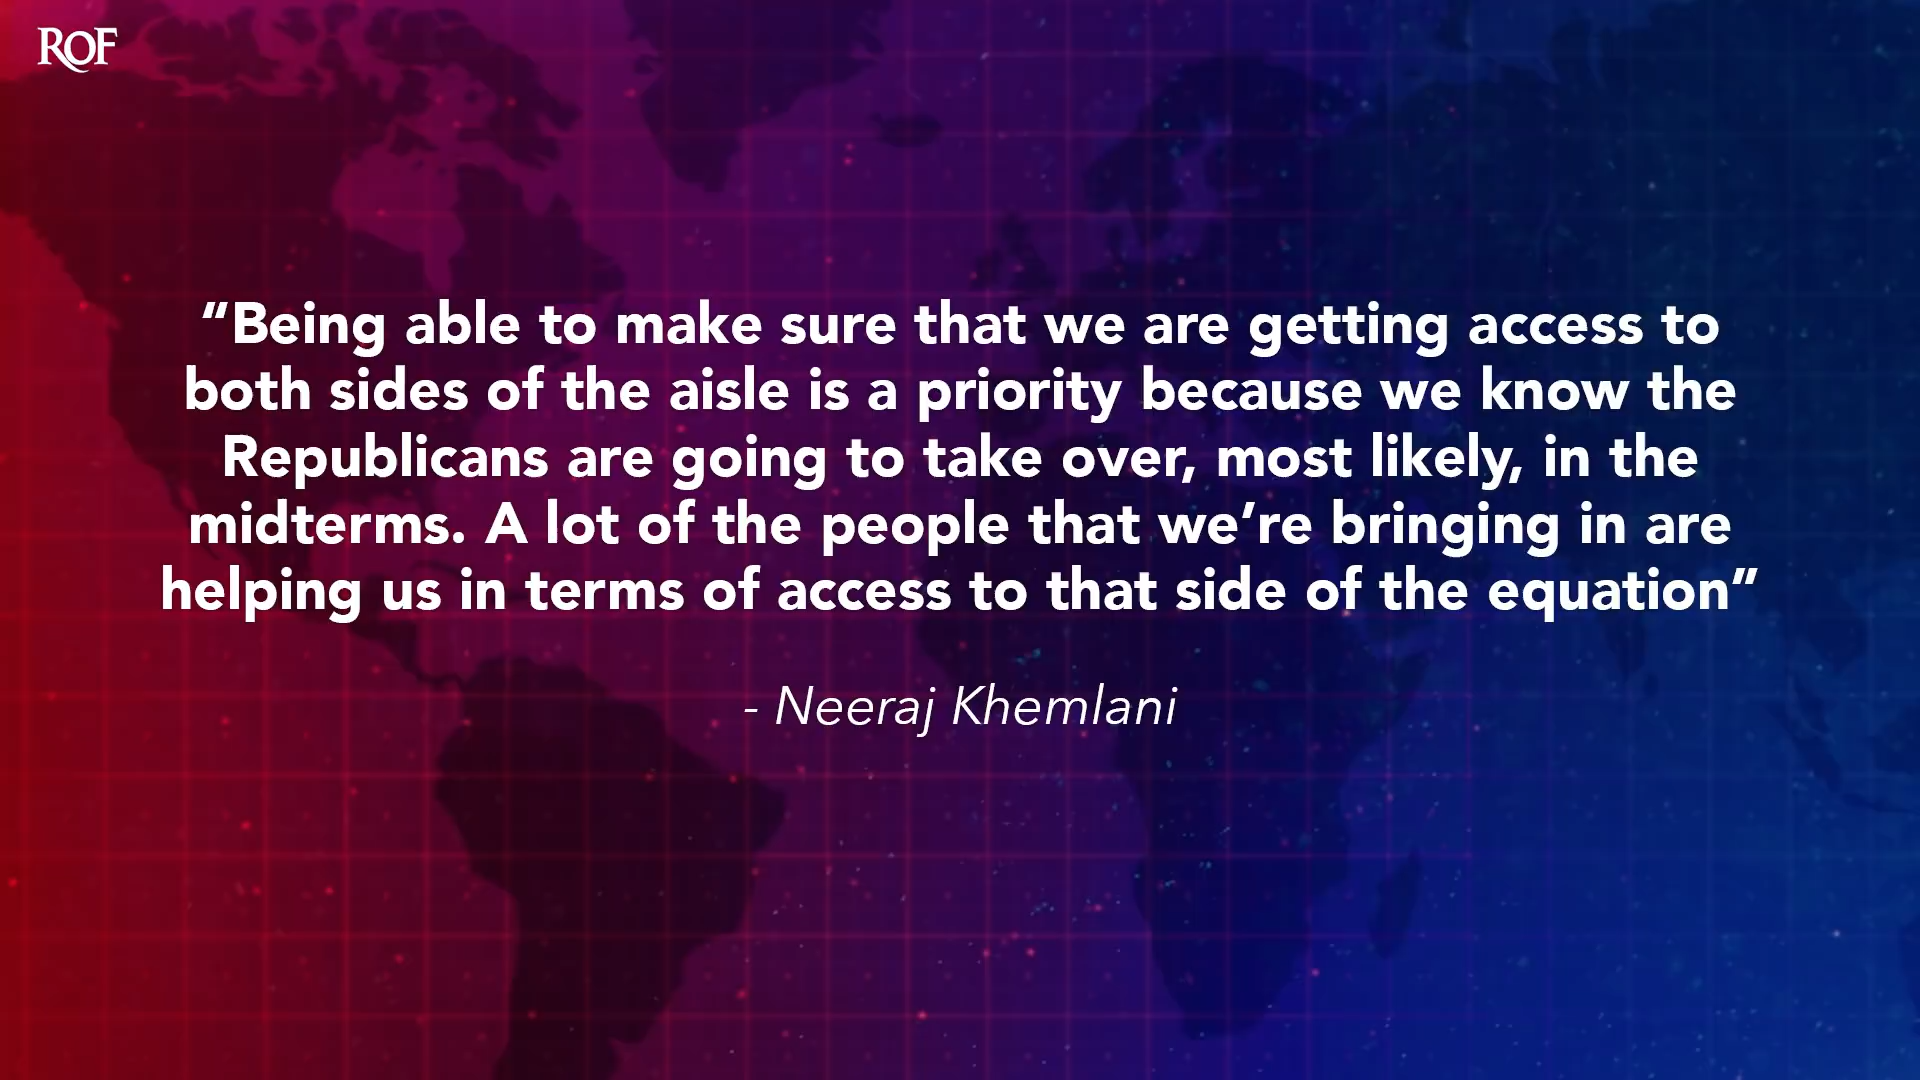 ROF
“Being able to make sure that we are getting access to
both sides of the aisle is a priority because we know the
Republicans are going to take over, most likely, in the
midterms. A lot of the people that we’re bringing in are
helping us in terms of access to that side of the equation”
- Neeraj Khemlani